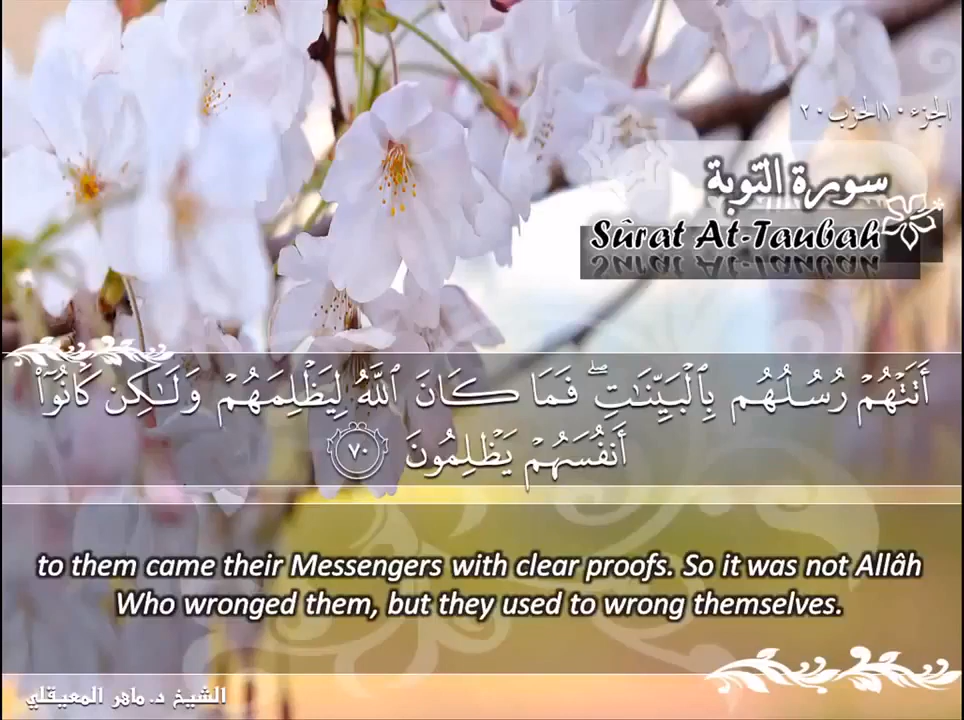 الجزء ١٠ الحزب ٢٠
سورة التوبة
Sûrat At-Taubah
أَتَتْهُمْ رُسُلُهُم بِٱلْبَيِّنَـٰتِ ۖ فَمَا كَانَ ٱللَّهُ لِيَظْلِمَهُمْ وَلَـٰكِن كَانُوٓا۟
أَنفُسَهُمْ يَظْلِمُونَ ٧٠
to them came their Messengers with clear proofs. So it was not Allâh
Who wronged them, but they used to wrong themselves.
الشيخ د. ماهر المعيقلي